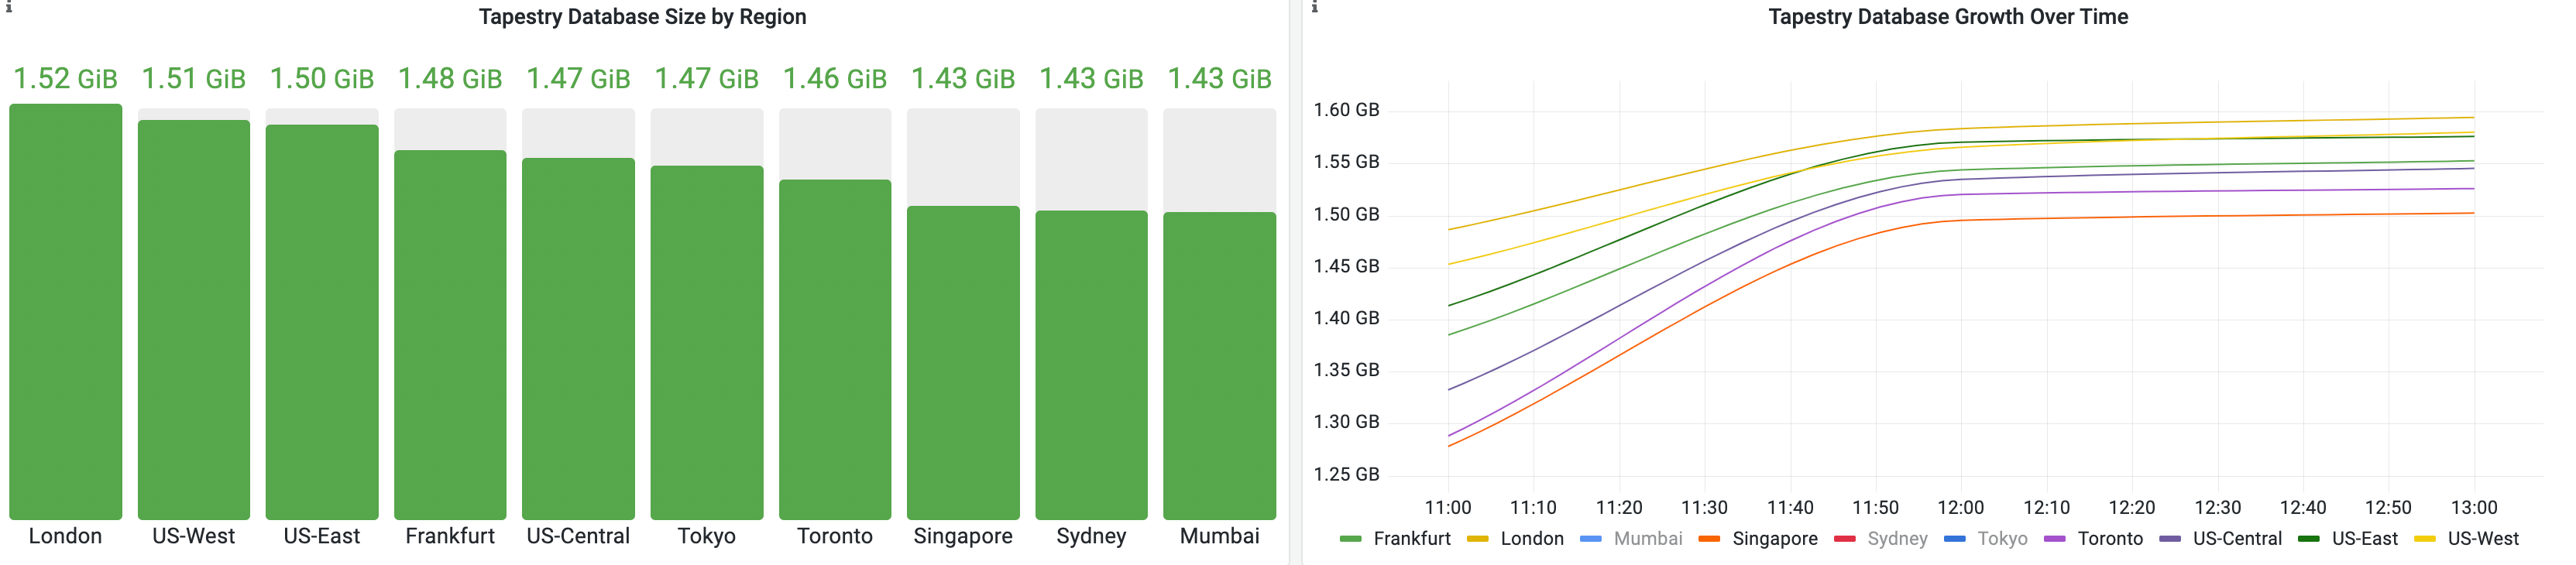 Tapestry Database Size by Region
1.52 GiB 1.51 GiB 1.50 GiB 1.48 GiB 1.47 GiB 1.47 GiB 1.46 GiB 1.43 GiB 1.43 GiB 1.43 GiB
London US-West US-East Frankfurt US-Central Tokyo Toronto Singapore Sydney Mumbai
Tapestry Database Growth Over Time
1.60 GB
1.55 GB
1.50 GB
1.45 GB
1.40 GB
1.35 GB
1.30 GB
1.25 GB
11:00 11:10 11:20 11:30 11:40 11:50 12:00 12:10 12:20 12:30 12:40 12:50 13:00
Frankfurt London Mumbai Singapore Sydney Tokyo Toronto US-Central US-East US-West